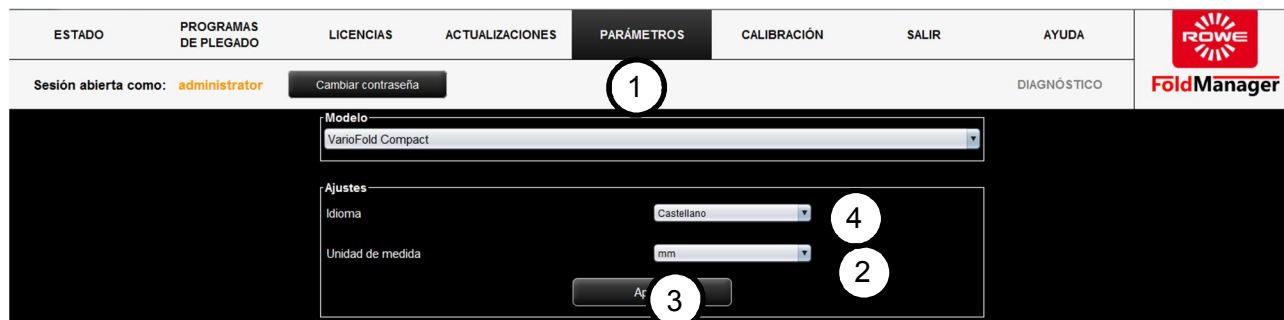 ESTADO
PROGRAMAS
DE PLEGADO
LICENCIAS
ACTUALIZACIONES
PARÁMETROS
CALIBRACIÓN
SALIR
AYUDA
ROWE
Sesión abierta como: administrator
Cambiar contraseña
1
DIAGNÓSTICO
FoldManager
Modelo
VarioFold Compact
Ajustes
Idioma
Castellano
4
Unidad de medida
mm
2
3